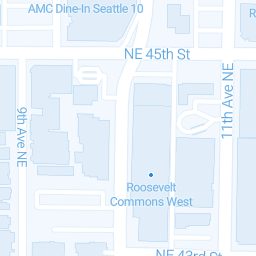 AMC Dine-In Seattle 10
R
NE 45th St
9th Ave NE
11th Ave NE
Roosevelt
Commons West
NE 43rd St